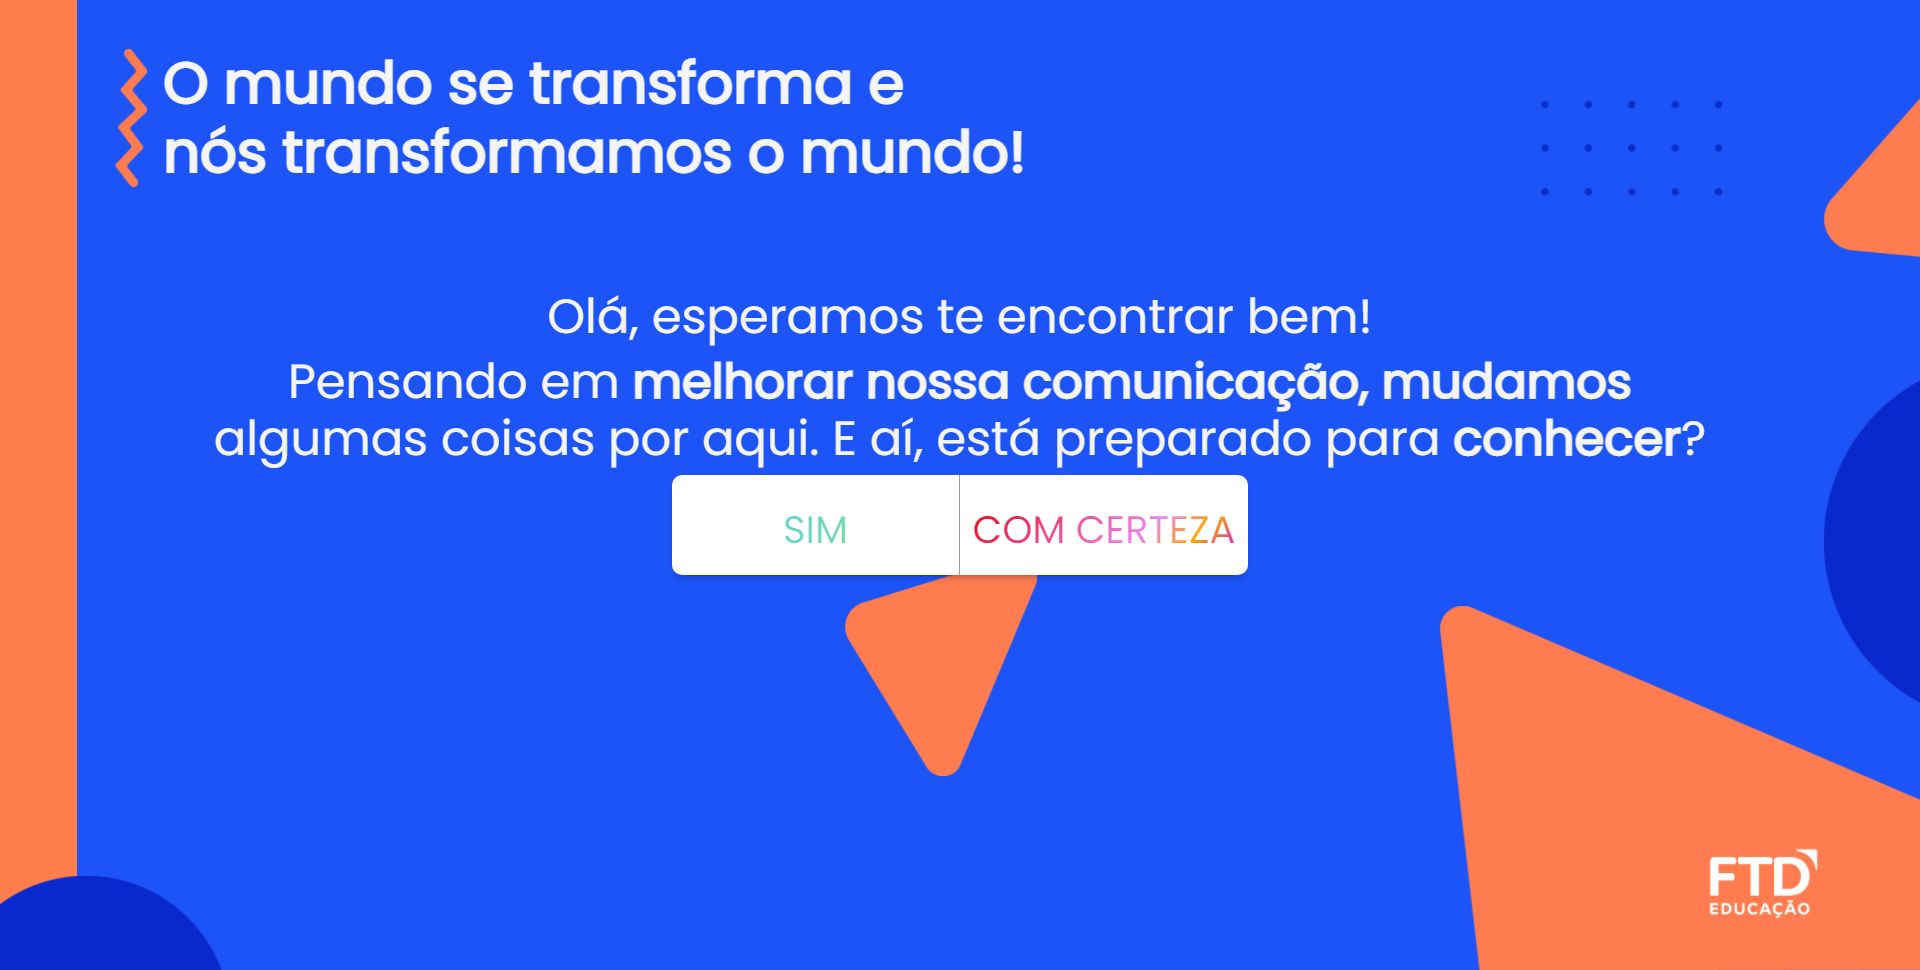 O mundo se transforma e
nós transformamos o mundo!
Olá, esperamos te encontrar bem!
Pensando em melhorar nossa comunicação, mudamos
algumas coisas por aqui. E aí, está preparado para conhecer?
SIM
COM CERTEZA
FTD
EDUCAÇÃO